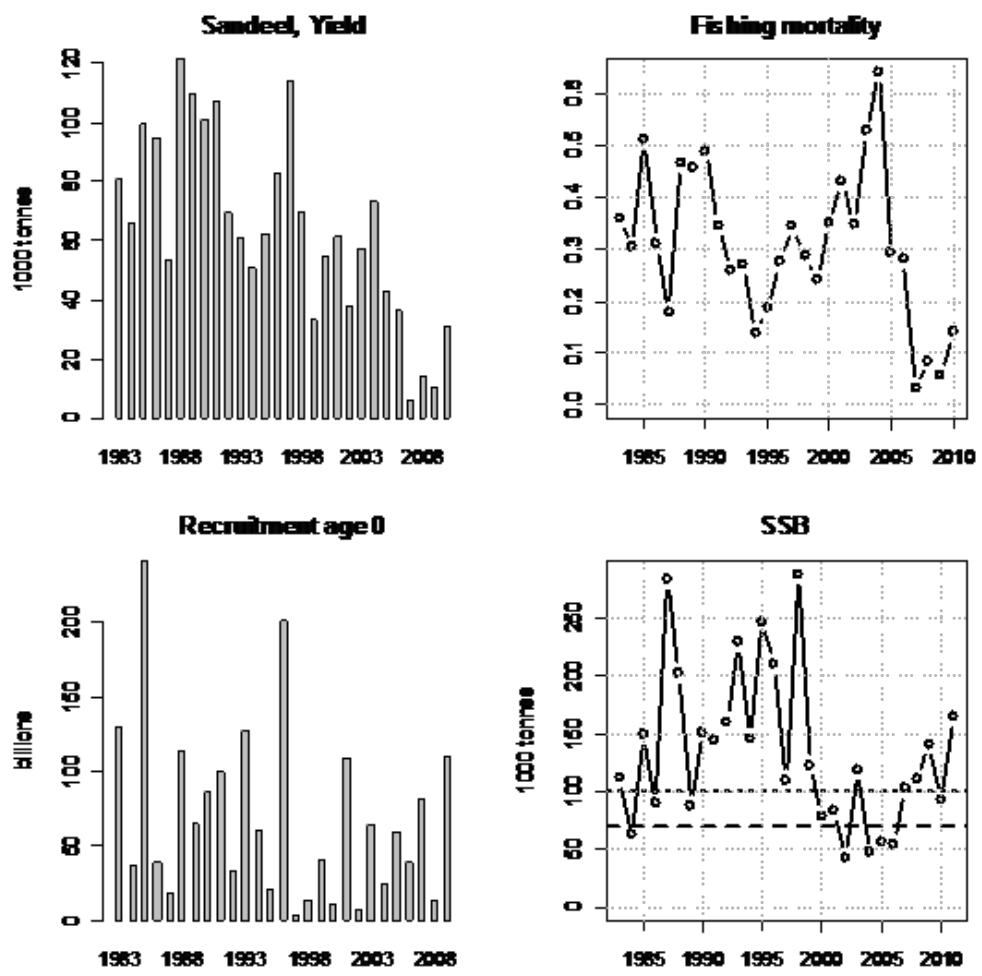 Sandeel, Yield
1000 tonnes
120
100
80
60
40
20
0
1983 1988 1993 1998 2003 2008
Fishing mortality
0.6
0.5
0.4
0.3
0.2
0.1
0.0
1985 1990 1995 2000 2005 2010
Recruitment age 0
billions
200
150
100
50
0
1983 1988 1993 1998 2003 2008
SSB
1000 tonnes
250
200
150
100
50
0
1985 1990 1995 2000 2005 2010